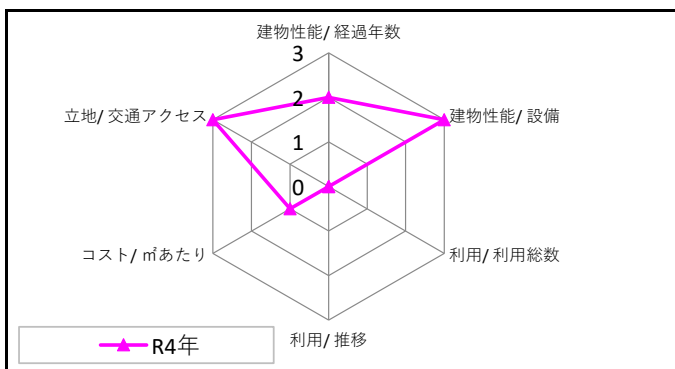 建物性能/ 経過年数
3
立地/ 交通アクセス
2
建物性能/ 設備
1
0
コスト/ ㎡あたり
利用/ 利用総数
利用/ 推移
R4年